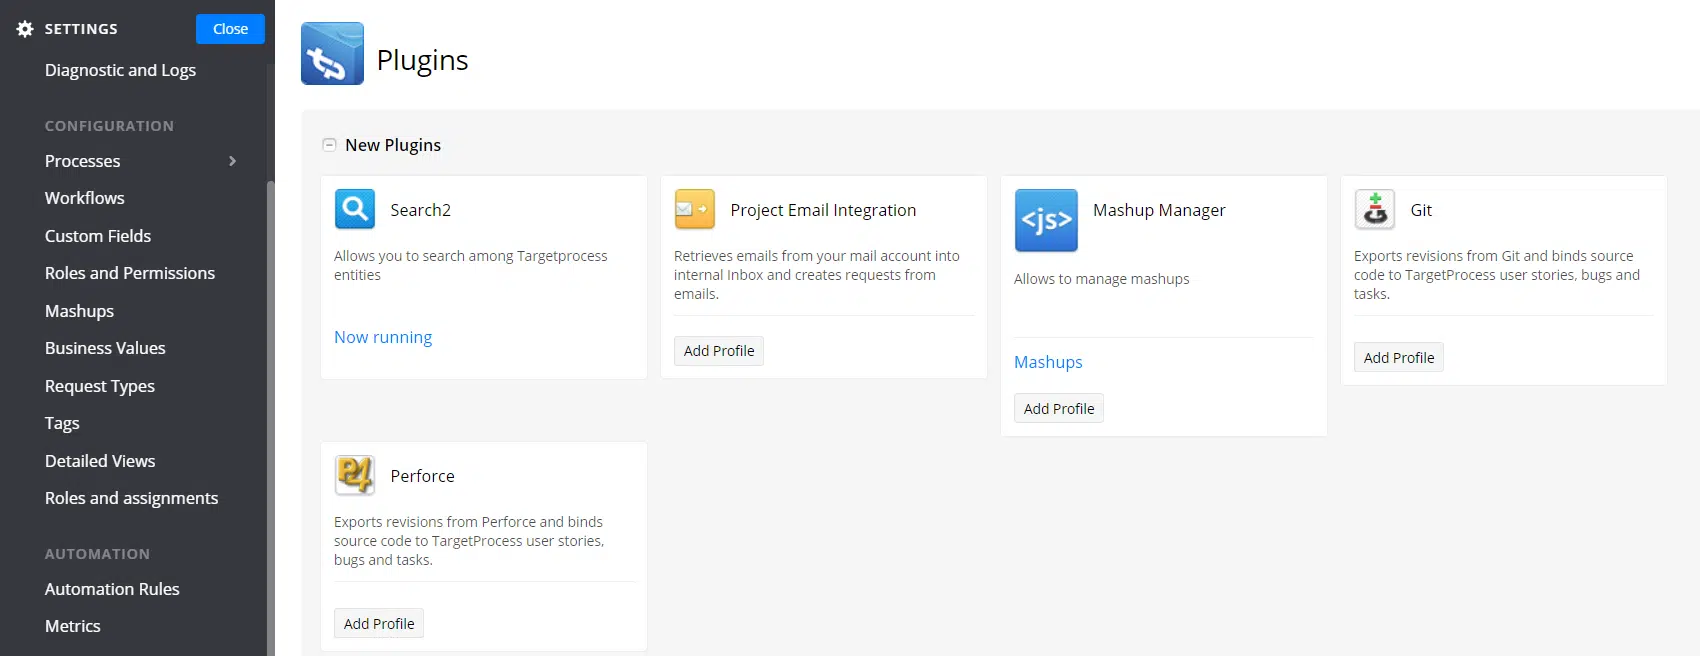 SETTINGS
Close
Diagnostic and Logs
CONFIGURATION
Processes
Workflows
Custom Fields
Roles and Permissions
Mashups
Business Values
Request Types
Tags
Detailed Views
Roles and assignments
AUTOMATION
Automation Rules
Metrics
tp
Plugins
New Plugins
Search2
Allows you to search among Targetprocess
entities
Now running
Project Email Integration
Retrieves emails from your mail account into
internal Inbox and creates requests from
emails.
Add Profile
<js>
Mashup Manager
Allows to manage mashups
Mashups
Add Profile
Git
Exports revisions from Git and binds source
code to TargetProcess user stories, bugs and
tasks.
Add Profile
P4
Perforce
Exports revisions from Perforce and binds
source code to TargetProcess user stories,
bugs and tasks.
Add Profile